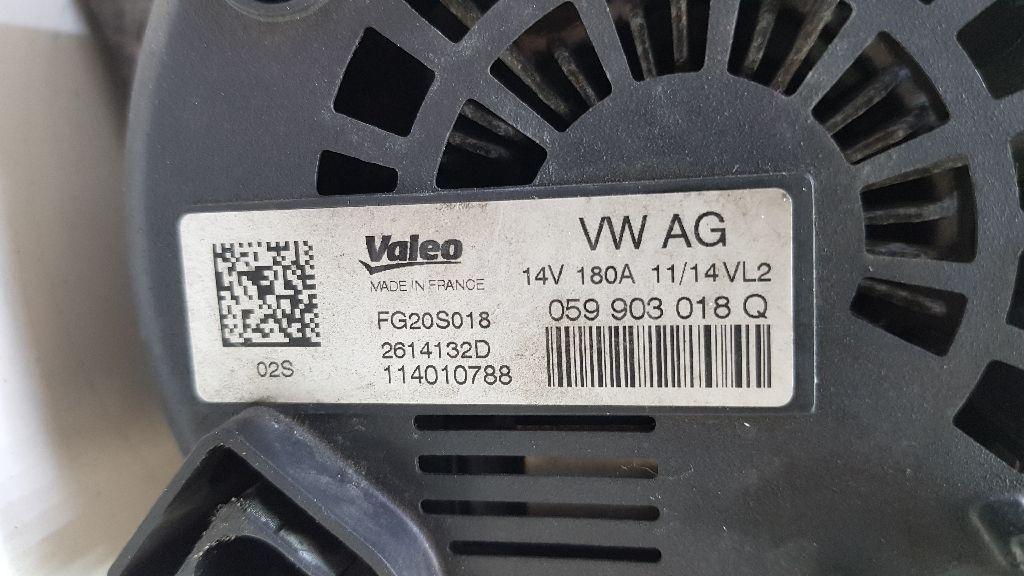 Valeo
MADE IN FRANCE
FG20S018
2614132D
114010788
02S
VW AG
14V 180A 11/14VL2
059 903 018 Q